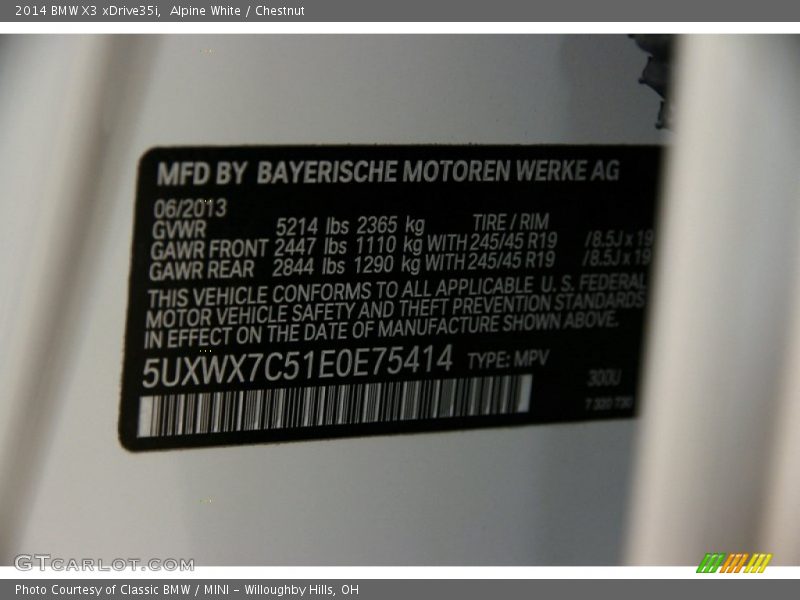 2014 BMW X3 xDrive35i, Alpine White / Chestnut
MFD BY BAYERISCHE MOTOREN WERKE AG
06/2013
GVWR 5214 lbs 2365 kg TIRE / RIM
GAWR FRONT 2447 lbs 1110 kg WITH 245/45 R19 /8.5J x 19
GAWR REAR 2844 lbs 1290 kg WITH 245/45 R19 /8.5J x 19
THIS VEHICLE CONFORMS TO ALL APPLICABLE U. S. FEDERAL
MOTOR VEHICLE SAFETY AND THEFT PREVENTION STANDARDS
IN EFFECT ON THE DATE OF MANUFACTURE SHOWN ABOVE.
5UXWX7C51E0E75414 TYPE: MPV
300U
7 320 730
GTCARLOT.COM
Photo Courtesy of Classic BMW / MINI - Willoughby Hills, OH